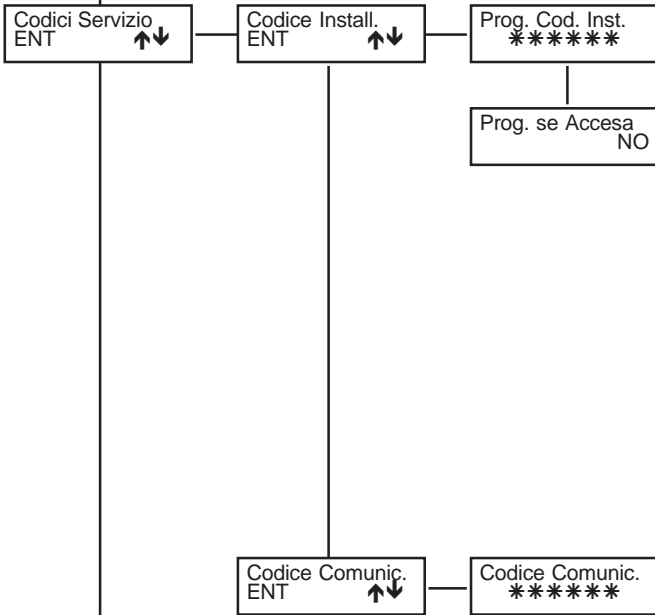 Codici Servizio
ENT ↑↓
Codice Install.
ENT ↑↓
Prog. Cod. Inst.
******
Prog. se Accesa
NO
Codice Comunic.
ENT ↑↓
Codice Comunic.
******